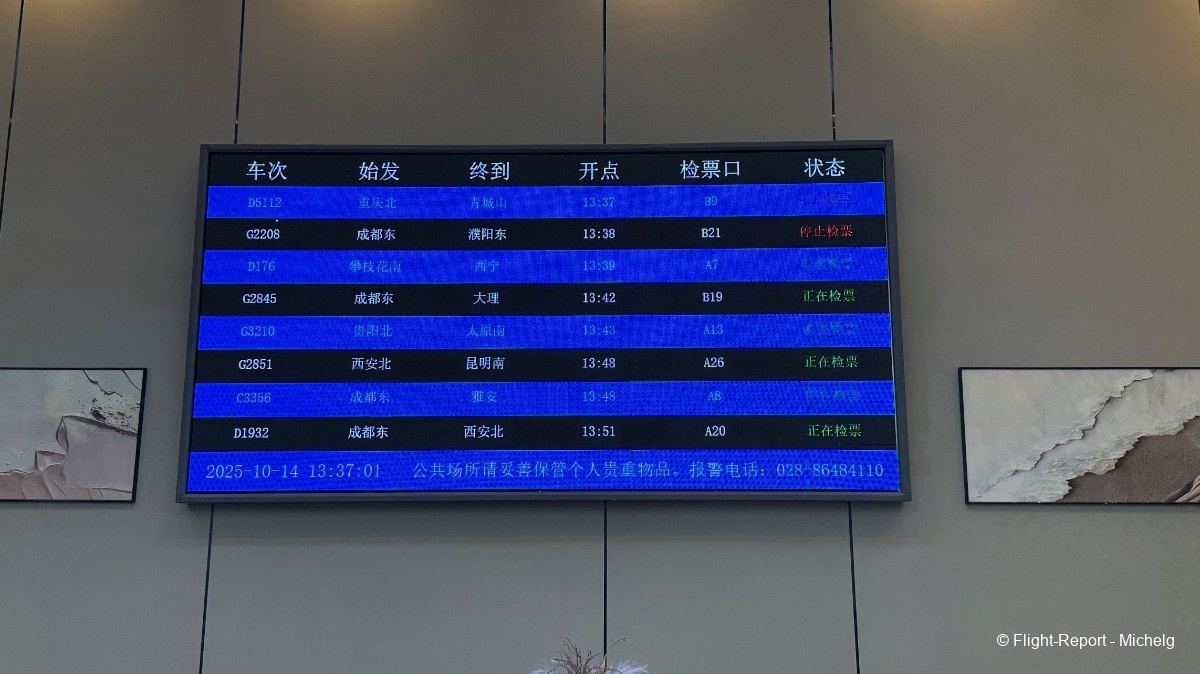 车次 始发 终到 开点 检票口 状态
D5112 重庆北 青城山 13:37 B9
G2208 成都东 濮阳东 13:38 B21 停止检票
D176 攀枝花南 西宁 13:39 A7
G2845 成都东 大理 13:42 B19 正在检票
G3210 贵阳北 太原南 13:43 A13
G2851 西安北 昆明南 13:48 A26 正在检票
C3356 成都东 雅安 13:48 A8
D1932 成都东 西安北 13:51 A20 正在检票
2025-10-14 13:37:01 公共场所请妥善保管个人贵重物品。报警电话：028-86484110
© Flight-Report - Michelg